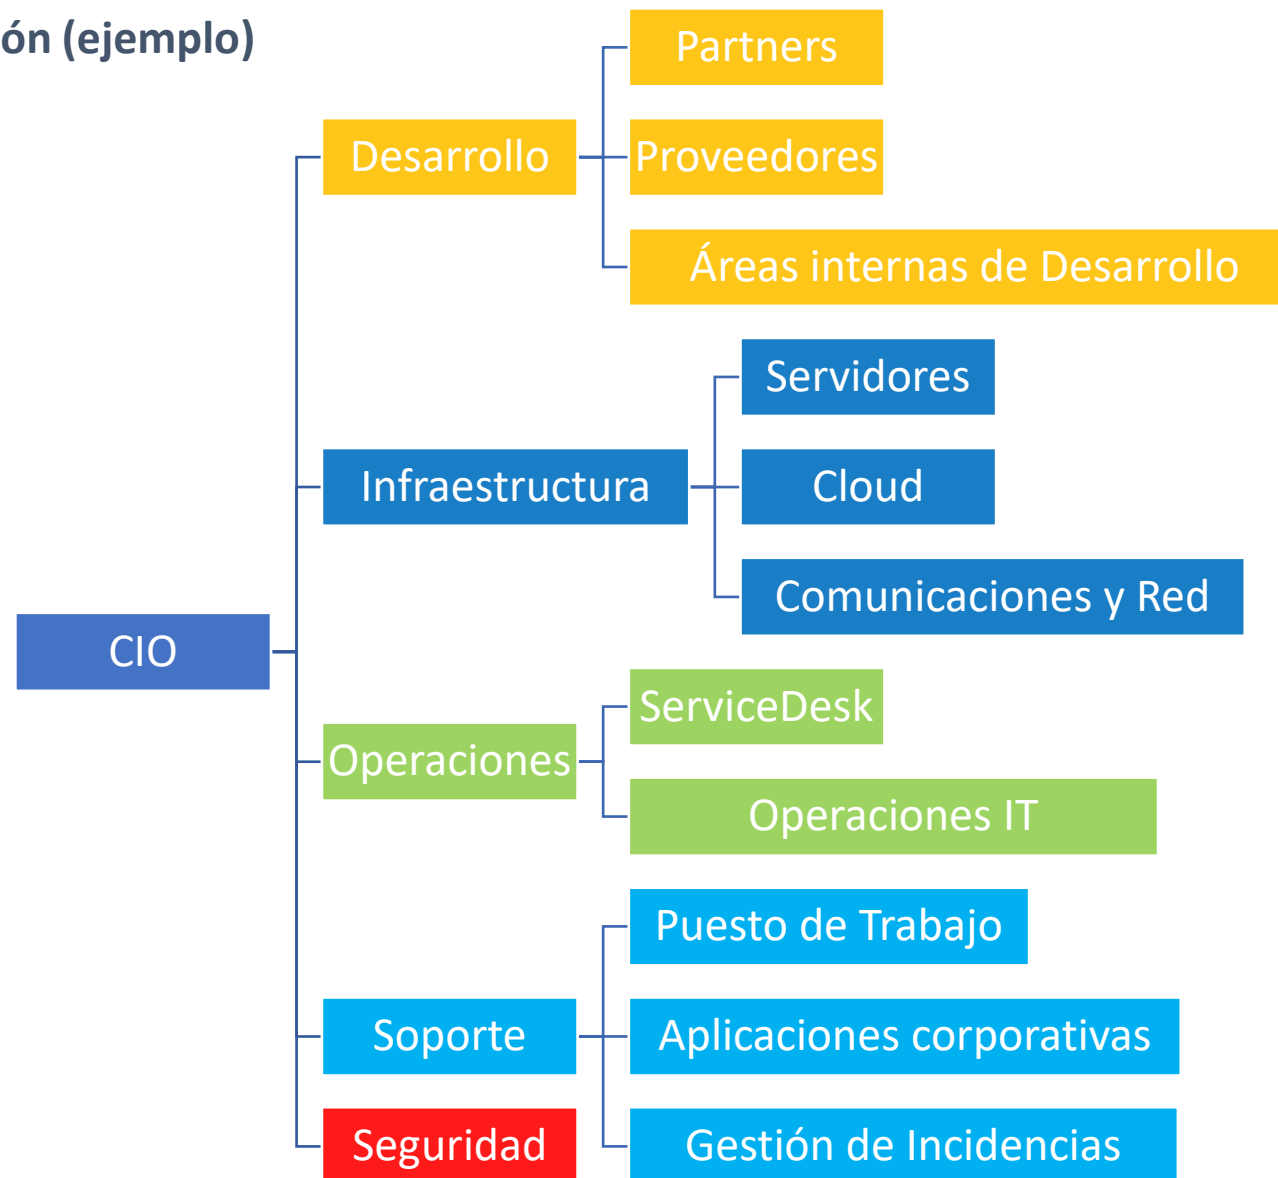 ón (ejemplo)
Partners
Desarrollo
Proveedores
Áreas internas de Desarrollo
Servidores
Infraestructura
Cloud
Comunicaciones y Red
CIO
ServiceDesk
Operaciones
Operaciones IT
Puesto de Trabajo
Soporte
Aplicaciones corporativas
Seguridad
Gestión de Incidencias